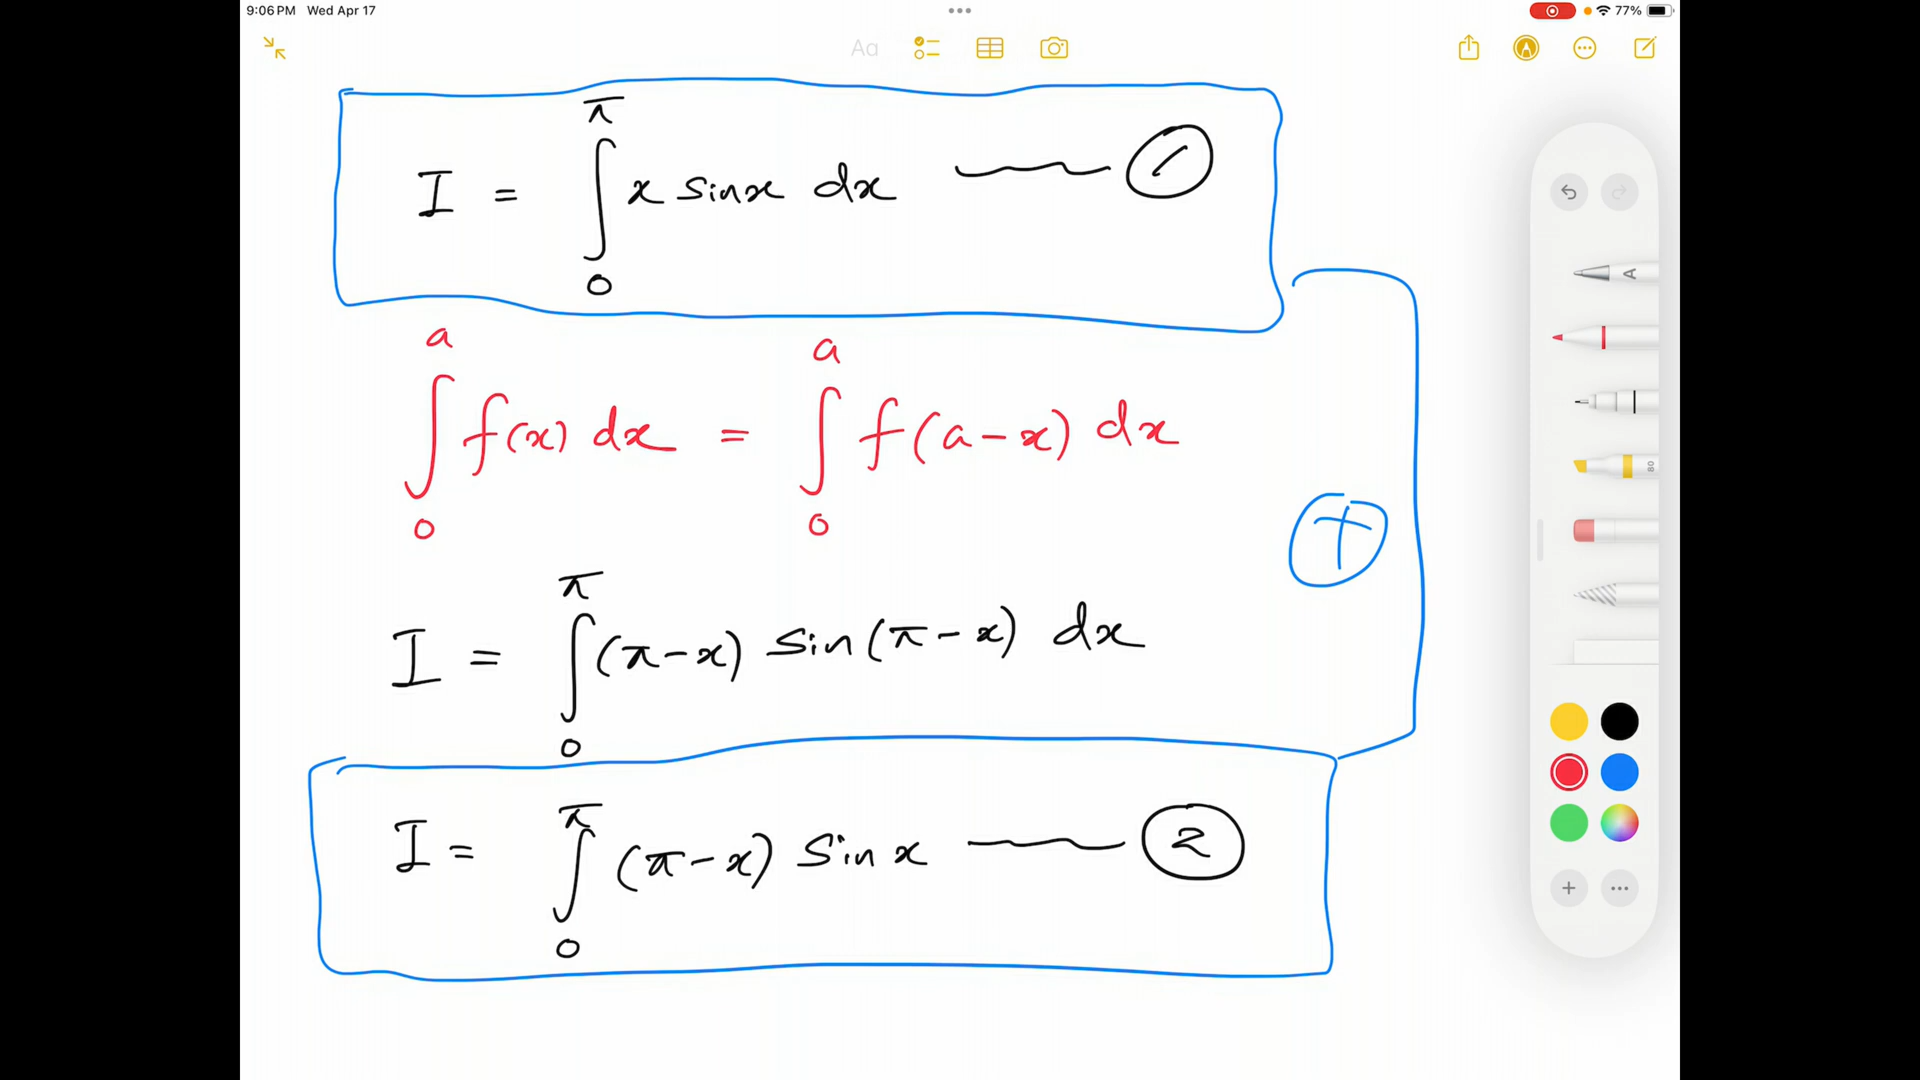 9:06 PM Wed Apr 17
77%
Aa
I = ∫₀^π x sinx dx —— ①
∫₀^a f(x) dx = ∫₀^a f(a-x) dx
+
I = ∫₀^π (π-x) sin(π-x) dx
I = ∫₀^π (π-x) Sin x —— ②
A
80